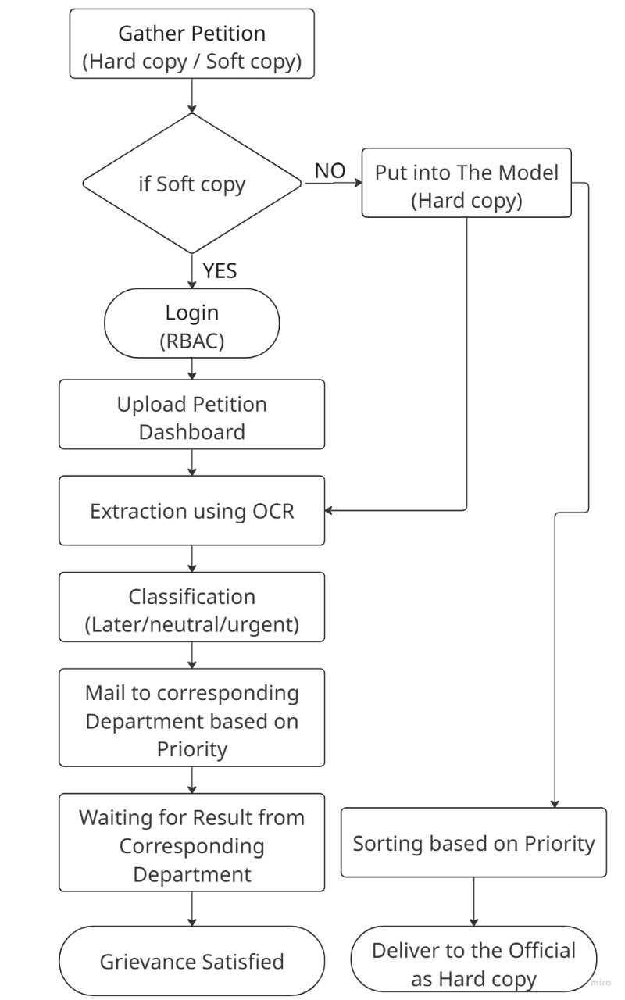 Gather Petition
(Hard copy / Soft copy)
if Soft copy
NO
Put into The Model
(Hard copy)
YES
Login
(RBAC)
Upload Petition
Dashboard
Extraction using OCR
Classification
(Later/neutral/urgent)
Mail to corresponding
Department based on
Priority
Waiting for Result from
Corresponding
Department
Sorting based on Priority
Grievance Satisfied
Deliver to the Official
as Hard copy
miro